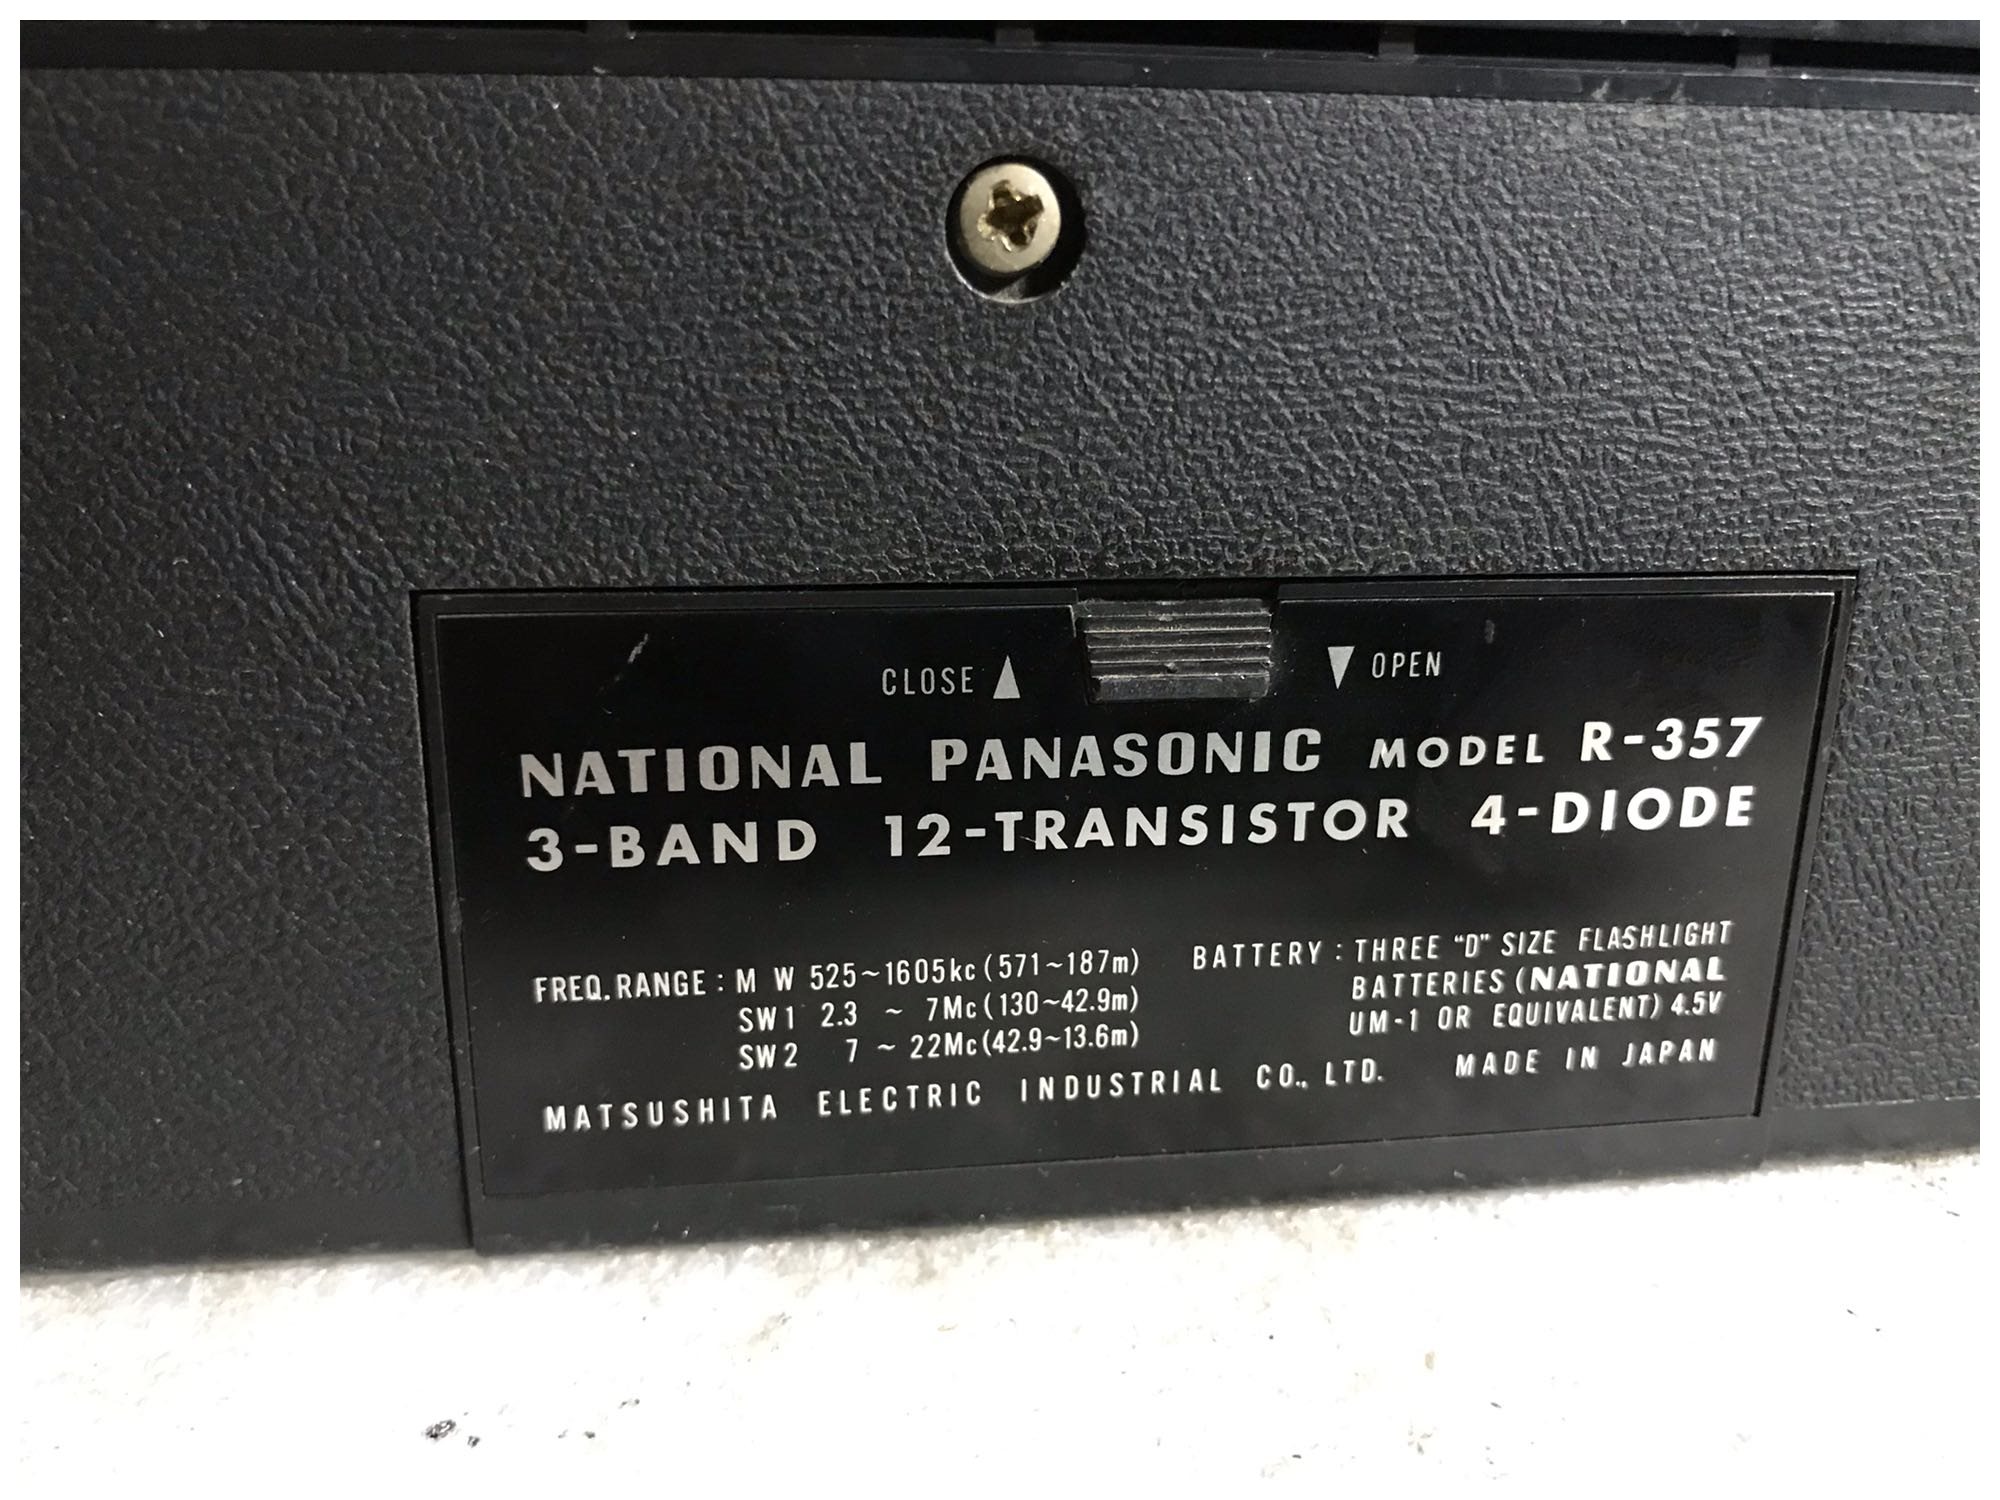 CLOSE ▲ ▼ OPEN
NATIONAL PANASONIC MODEL R-357
3-BAND 12-TRANSISTOR 4-DIODE
FREQ. RANGE : M W 525~1605kc (571~187m)
SW1 2.3 ~ 7Mc (130~42.9m)
SW2 7 ~ 22Mc (42.9~13.6m)
BATTERY : THREE "D" SIZE FLASHLIGHT
BATTERIES (NATIONAL
UM-1 OR EQUIVALENT) 4.5V
MATSUSHITA ELECTRIC INDUSTRIAL CO., LTD. MADE IN JAPAN